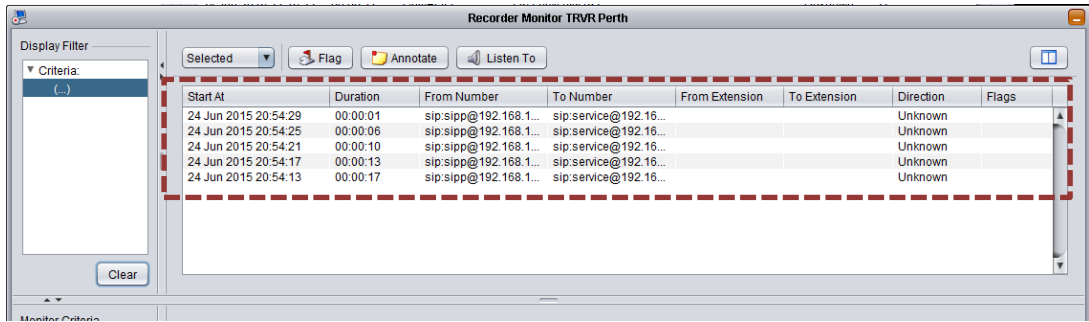 Recorder Monitor TRVR Perth
Display Filter
Criteria:
(...)
Clear
Selected Flag Annotate Listen To
Start At Duration From Number To Number From Extension To Extension Direction Flags
24 Jun 2015 20:54:29 00:00:01 sip:sipp@192.168.1... sip:service@192.16... Unknown
24 Jun 2015 20:54:25 00:00:06 sip:sipp@192.168.1... sip:service@192.16... Unknown
24 Jun 2015 20:54:21 00:00:10 sip:sipp@192.168.1... sip:service@192.16... Unknown
24 Jun 2015 20:54:17 00:00:13 sip:sipp@192.168.1... sip:service@192.16... Unknown
24 Jun 2015 20:54:13 00:00:17 sip:sipp@192.168.1... sip:service@192.16... Unknown
Monitor Criteria